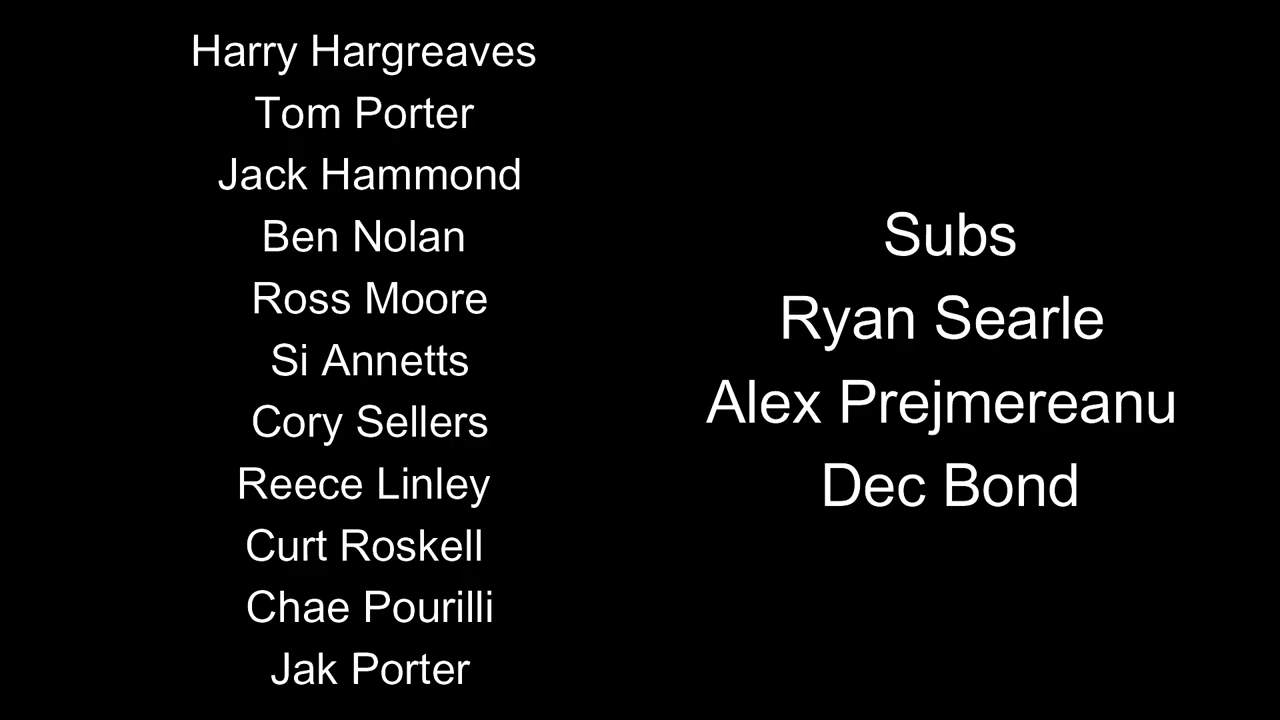 Harry Hargreaves
Tom Porter
Jack Hammond
Ben Nolan
Ross Moore
Si Annetts
Cory Sellers
Reece Linley
Curt Roskell
Chae Pourilli
Jak Porter
Subs
Ryan Searle
Alex Prejmereanu
Dec Bond